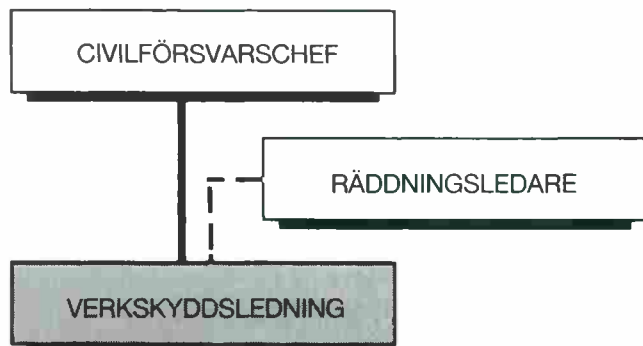 CIVILFÖRSVARSCHEF
RÄDDNINGSLEDARE
VERKSKYDDSLEDNING